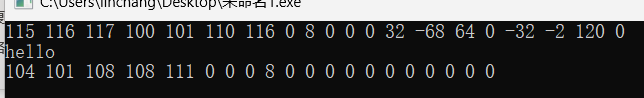 C:\Users\linchang\Desktop\未命名1.exe
115 116 117 100 101 110 116 0 8 0 0 0 32 -68 64 0 -32 -2 120 0
hello
104 101 108 108 111 0 0 0 8 0 0 0 0 0 0 0 0 0 0 0